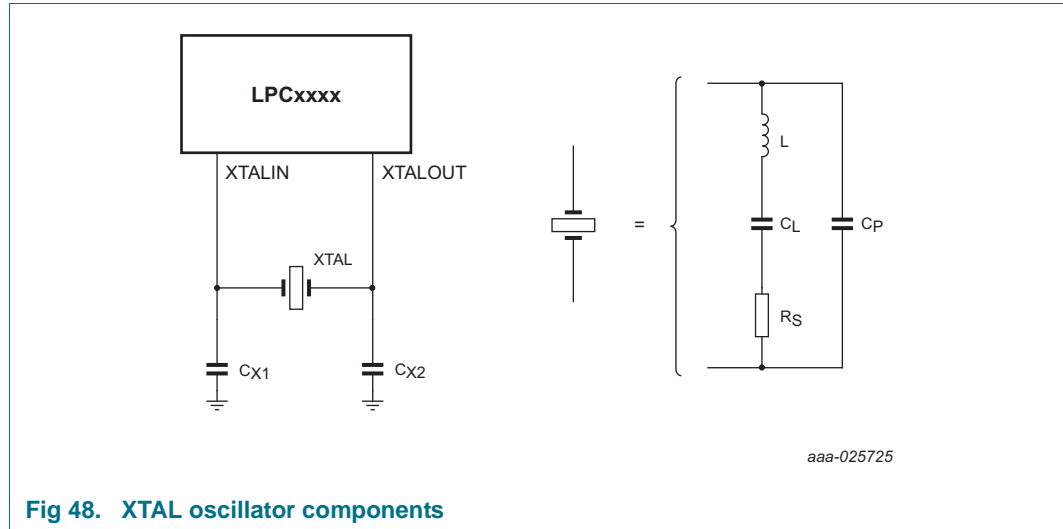 LPCxxxx
XTALIN
XTALOUT
XTAL
CX1
CX2
=
L
CL
CP
RS
aaa-025725
Fig 48. XTAL oscillator components